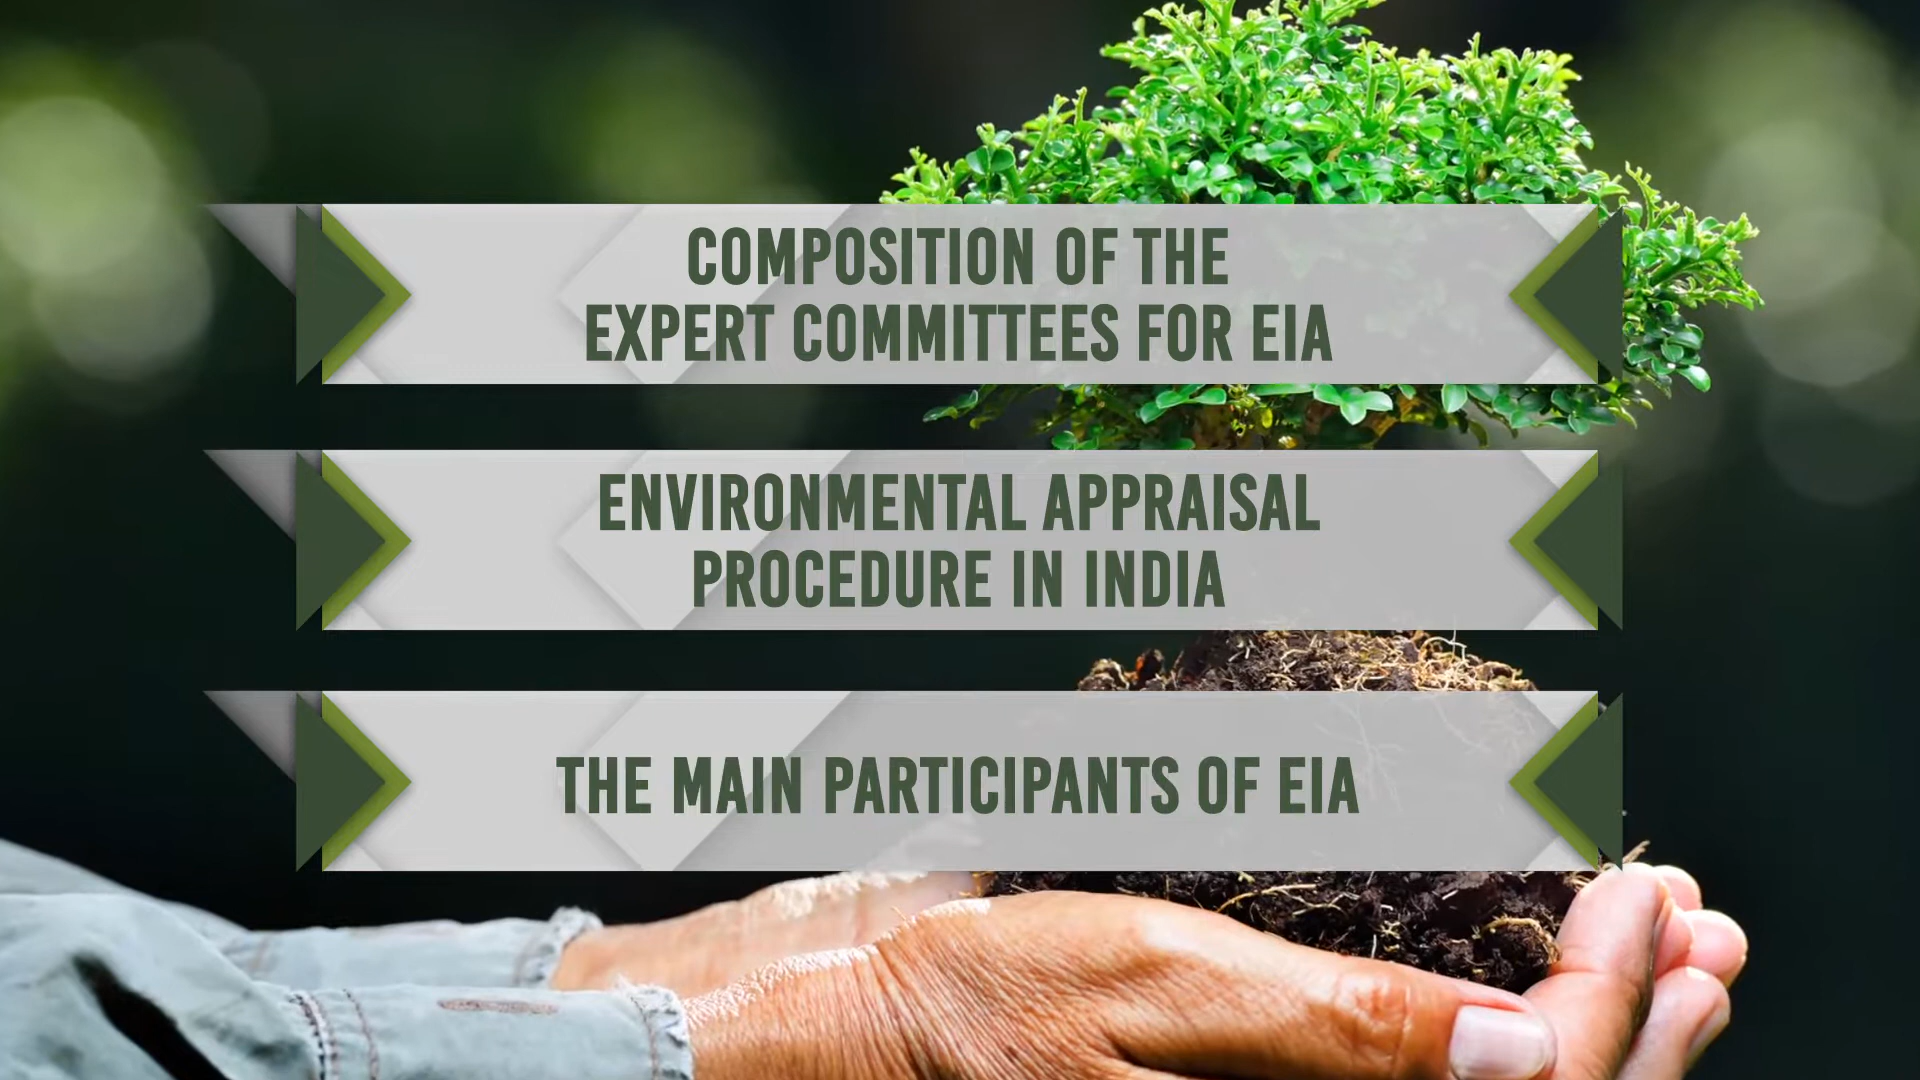 COMPOSITION OF THE
EXPERT COMMITTEES FOR EIA
ENVIRONMENTAL APPRAISAL
PROCEDURE IN INDIA
THE MAIN PARTICIPANTS OF EIA